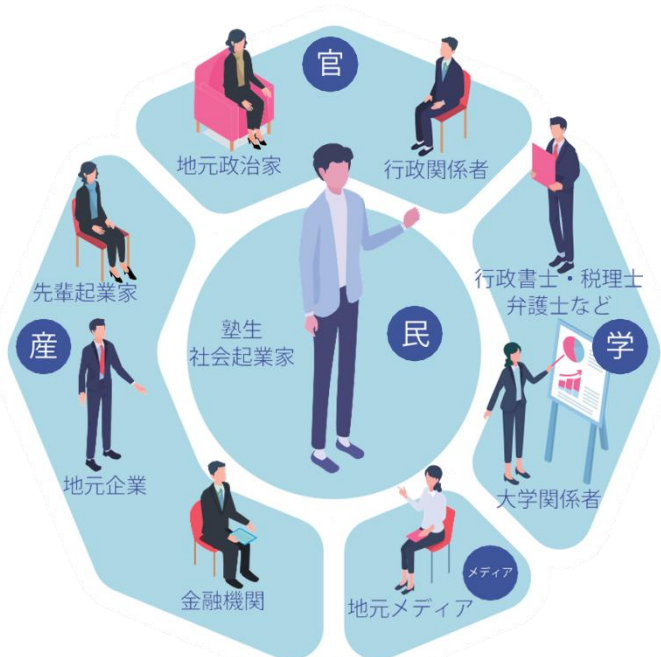 官
地元政治家
行政関係者
先輩起業家
行政書士・税理士
弁護士など
産
塾生
社会起業家
民
学
地元企業
大学関係者
メディア
金融機関
地元メディア